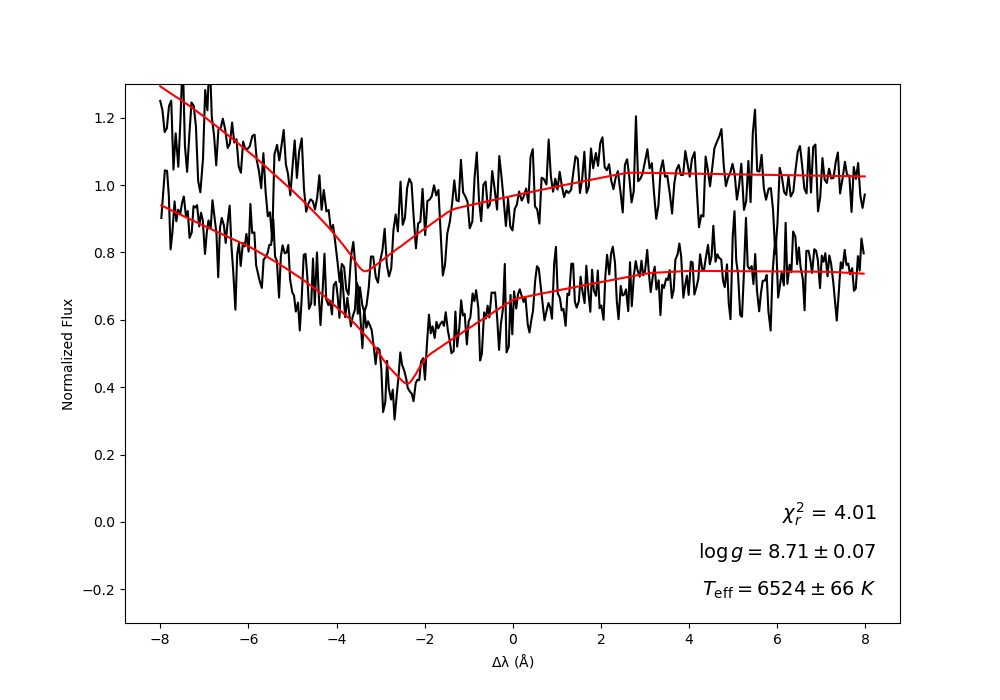 1.2
1.0
0.8
0.6
0.4
0.2
0.0
−0.2
Normalized Flux
χ²ᵣ = 4.01
log g = 8.71 ± 0.07
T_eff = 6524 ± 66 K
−8 −6 −4 −2 0 2 4 6 8
Δλ (Å)